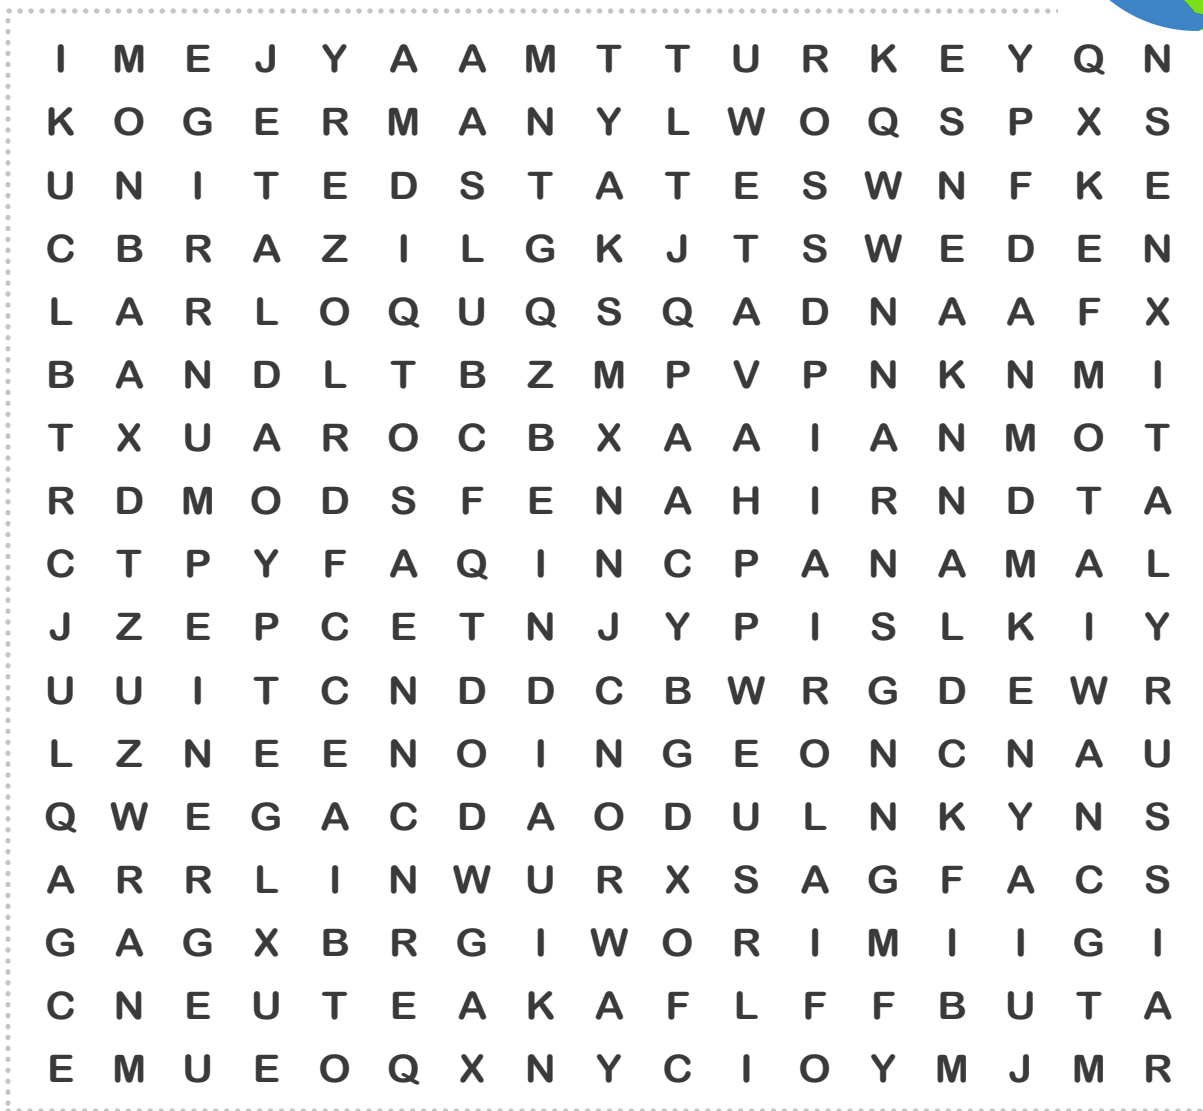 I M E J Y A A M T T U R K E Y Q N
K O G E R M A N Y L W O Q S P X S
U N I T E D S T A T E S W N F K E
C B R A Z I L G K J T S W E D E N
L A R L O Q U Q S Q A D N A A F X
B A N D L T B Z M P V P N K N M I
T X U A R O C B X A A I A N M O T
R D M O D S F E N A H I R N D T A
C T P Y F A Q I N C P A N A M A L
J Z E P C E T N J Y P I S L K I Y
U U I T C N D D C B W R G D E W R
L Z N E E N O I N G E O N C N A U
Q W E G A C D A O D U L N K Y N S
A R R L I N W U R X S A G F A C S
G A G X B R G I W O R I M I I G I
C N E U T E A K A F L F F B U T A
E M U E O Q X N Y C I O Y M J M R